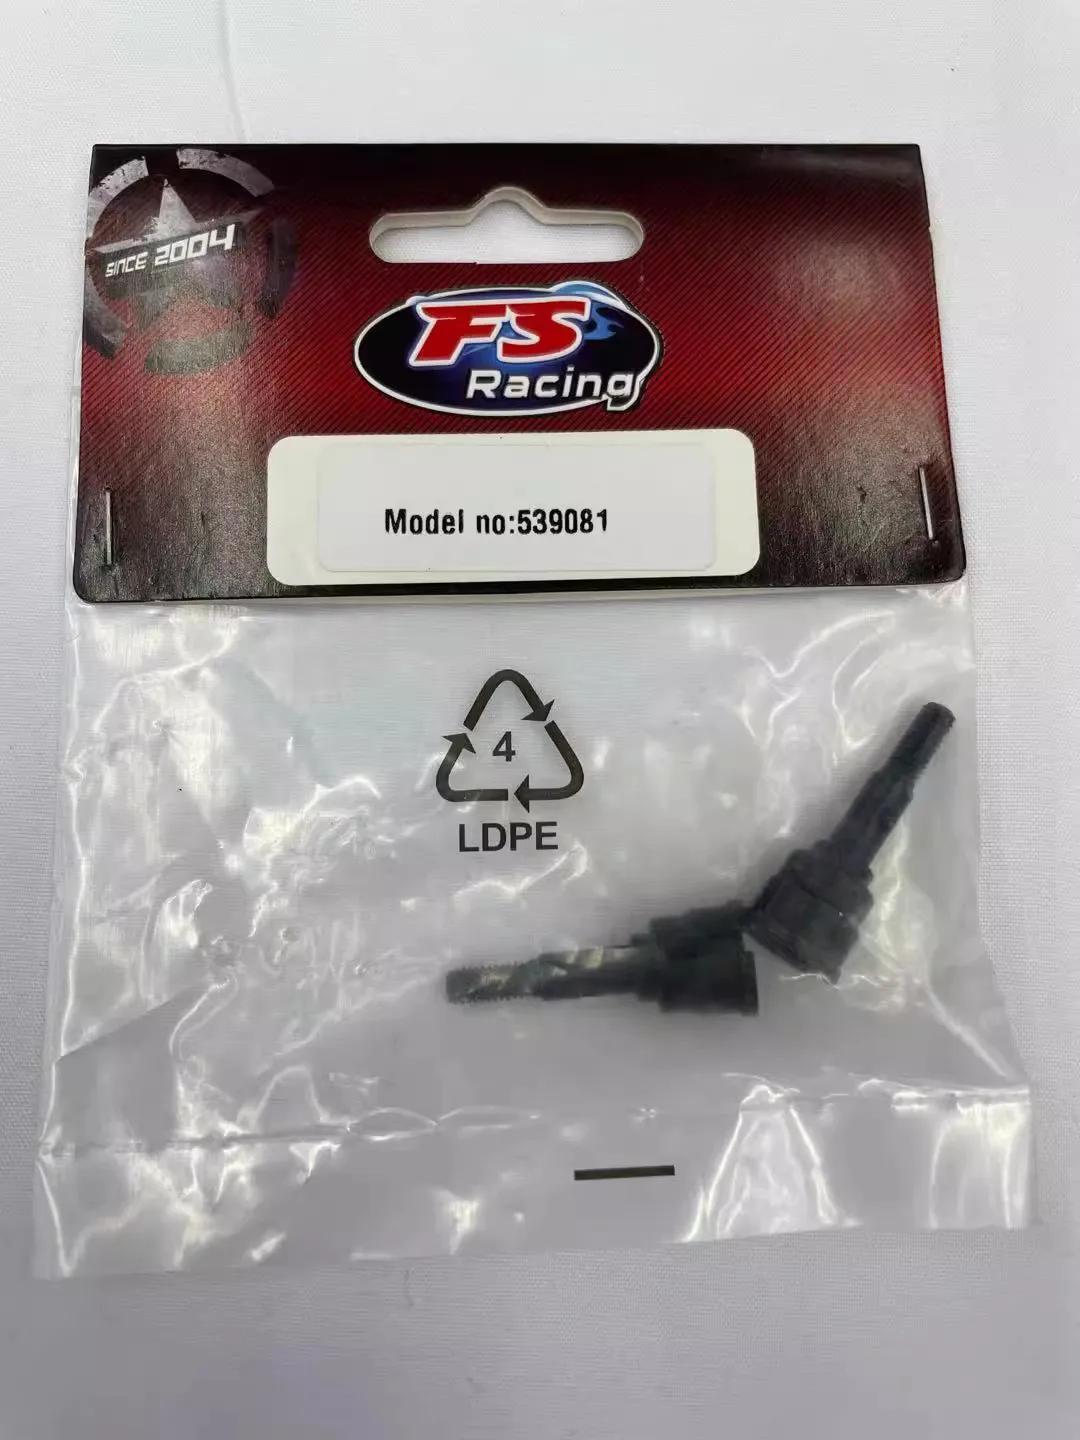 SINCE 2004
FS
Racing
Model no:539081
4
LDPE